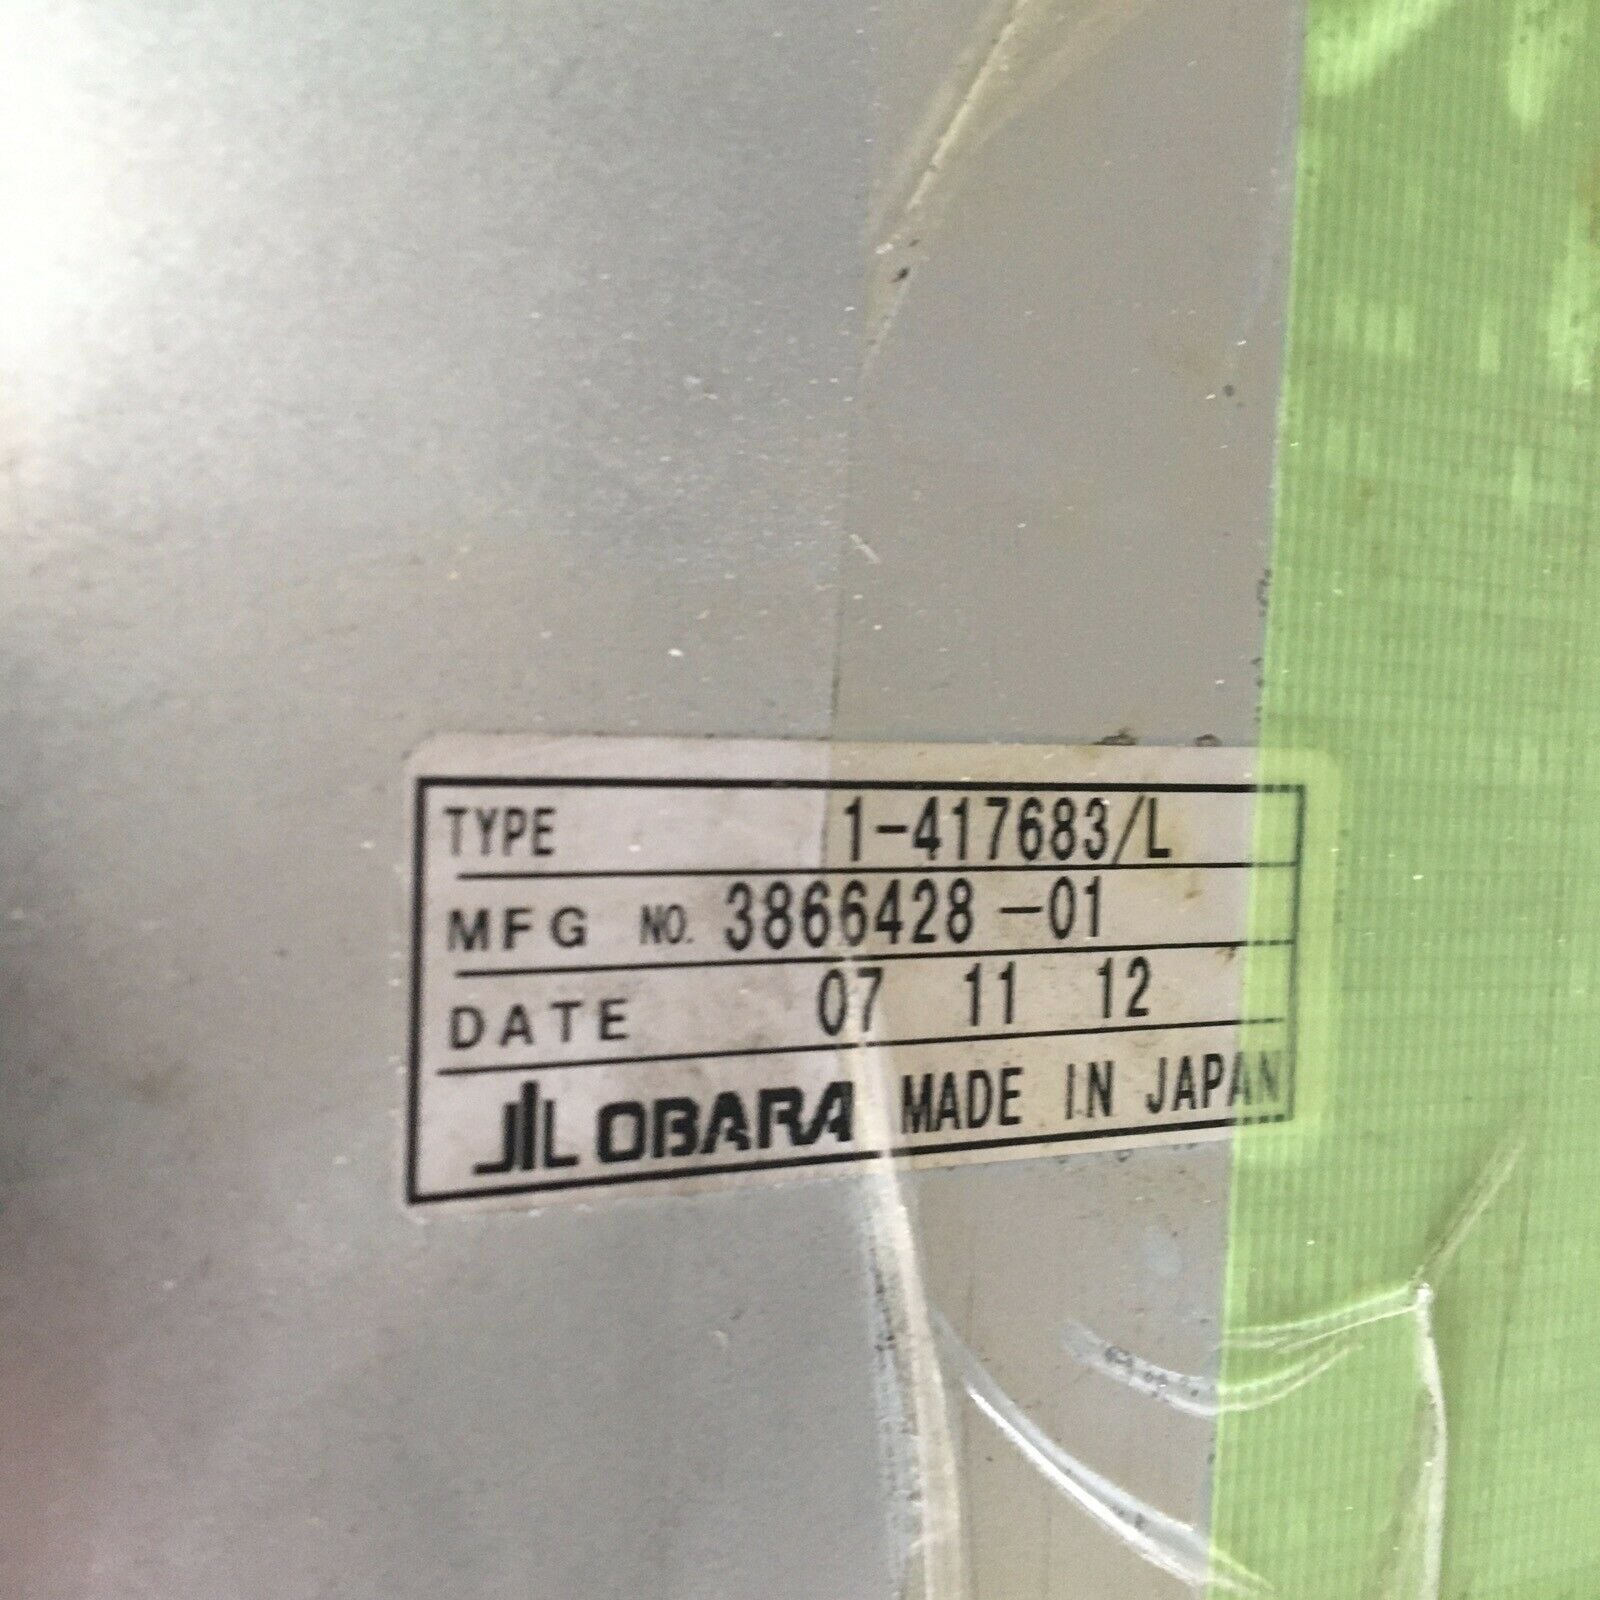 TYPE 1-417683/L
MFG NO. 3866428-01
DATE 07 11 12
OBARA MADE IN JAPAN